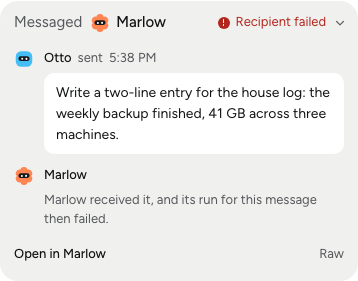 Messaged Marlow Recipient failed
Otto sent 5:38 PM
Write a two-line entry for the house log: the
weekly backup finished, 41 GB across three
machines.
Marlow
Marlow received it, and its run for this message
then failed.
Open in Marlow Raw